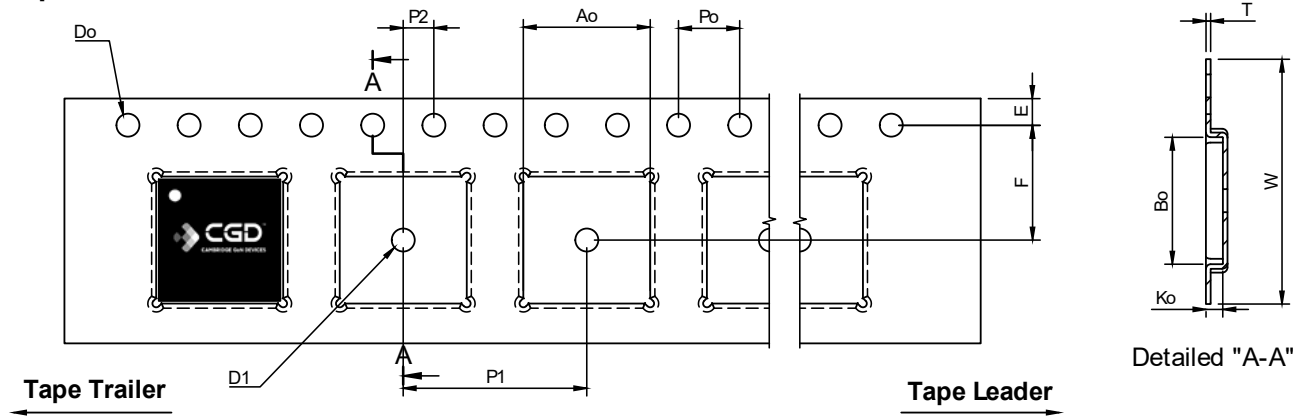 P2
Ao
Po
T
Do
A
E
F
W
Bo
CGD
CAMBRIDGE GaN DEVICES
Ko
A
D1
P1
Detailed "A-A"
Tape Trailer
Tape Leader